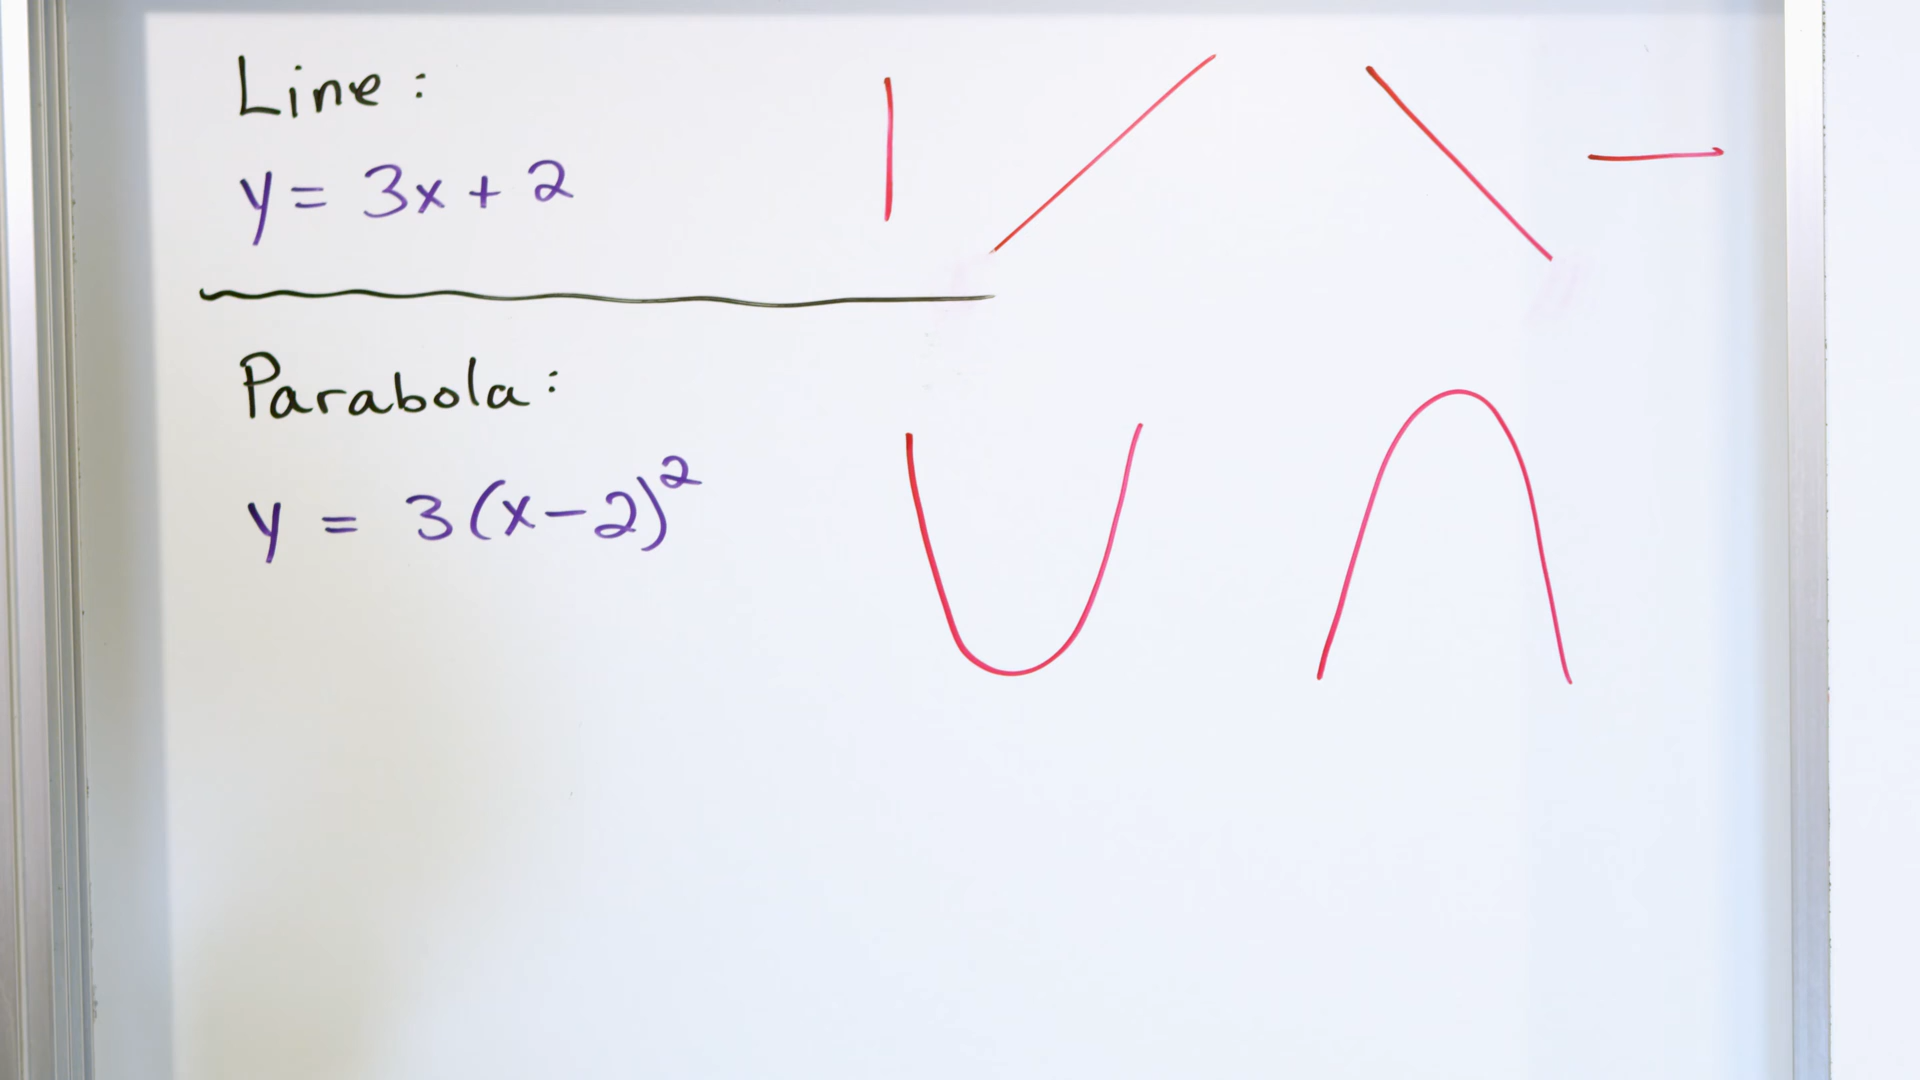 Line :
y = 3x + 2
Parabola :
y = 3(x-2)²